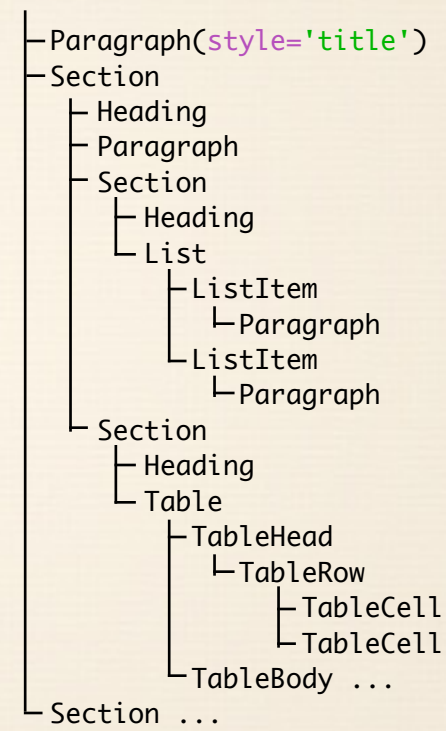 Paragraph(style='title')
Section
Heading
Paragraph
Section
Heading
List
ListItem
Paragraph
ListItem
Paragraph
Section
Heading
Table
TableHead
TableRow
TableCell
TableCell
TableBody ...
Section ...